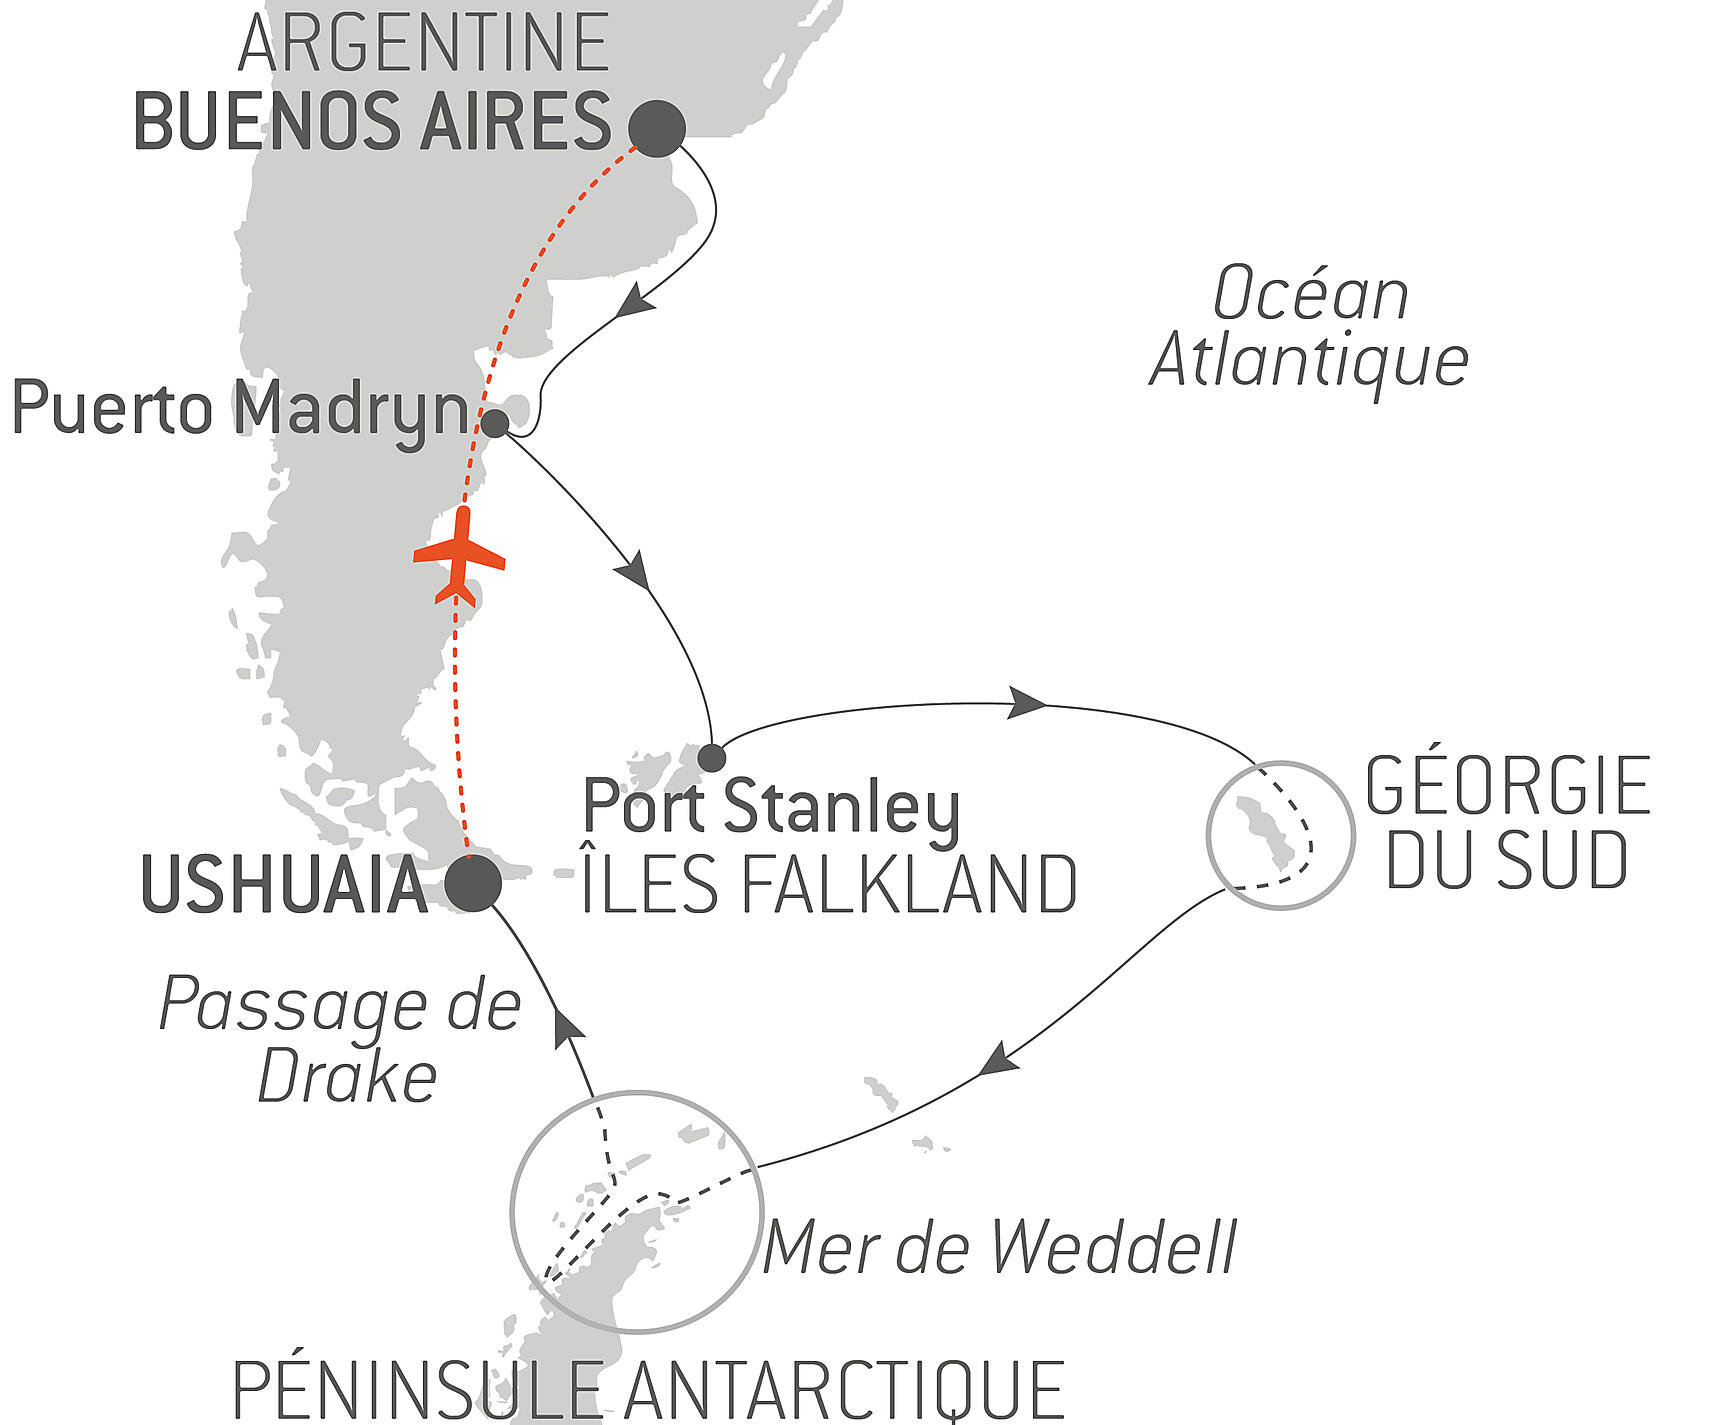 ARGENTINE
BUENOS AIRES
Océan
Atlantique
Puerto Madryn
Port Stanley
ÎLES FALKLAND
GÉORGIE
DU SUD
USHUAIA
Passage de
Drake
Mer de Weddell
PÉNINSULE ANTARCTIQUE